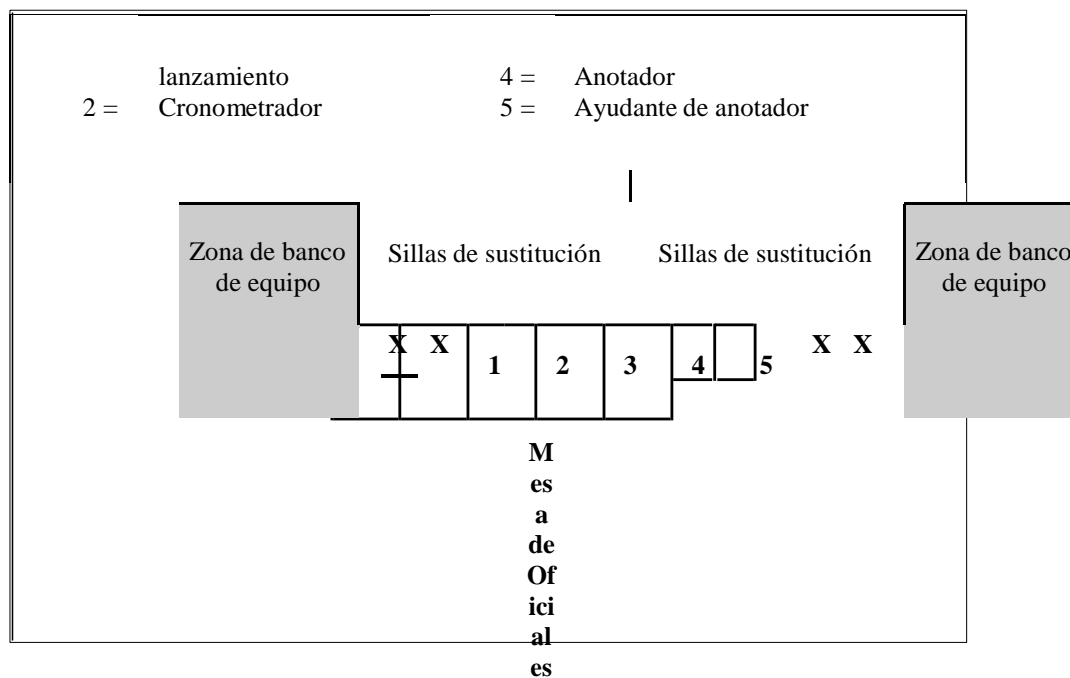 lanzamiento 4 = Anotador
2 = Cronometrador 5 = Ayudante de anotador
Zona de banco de equipo
Sillas de sustitución
Sillas de sustitución
Zona de banco de equipo
X X 1 2 3 4 5 X X
M
es
a
de
Of
ici
al
es